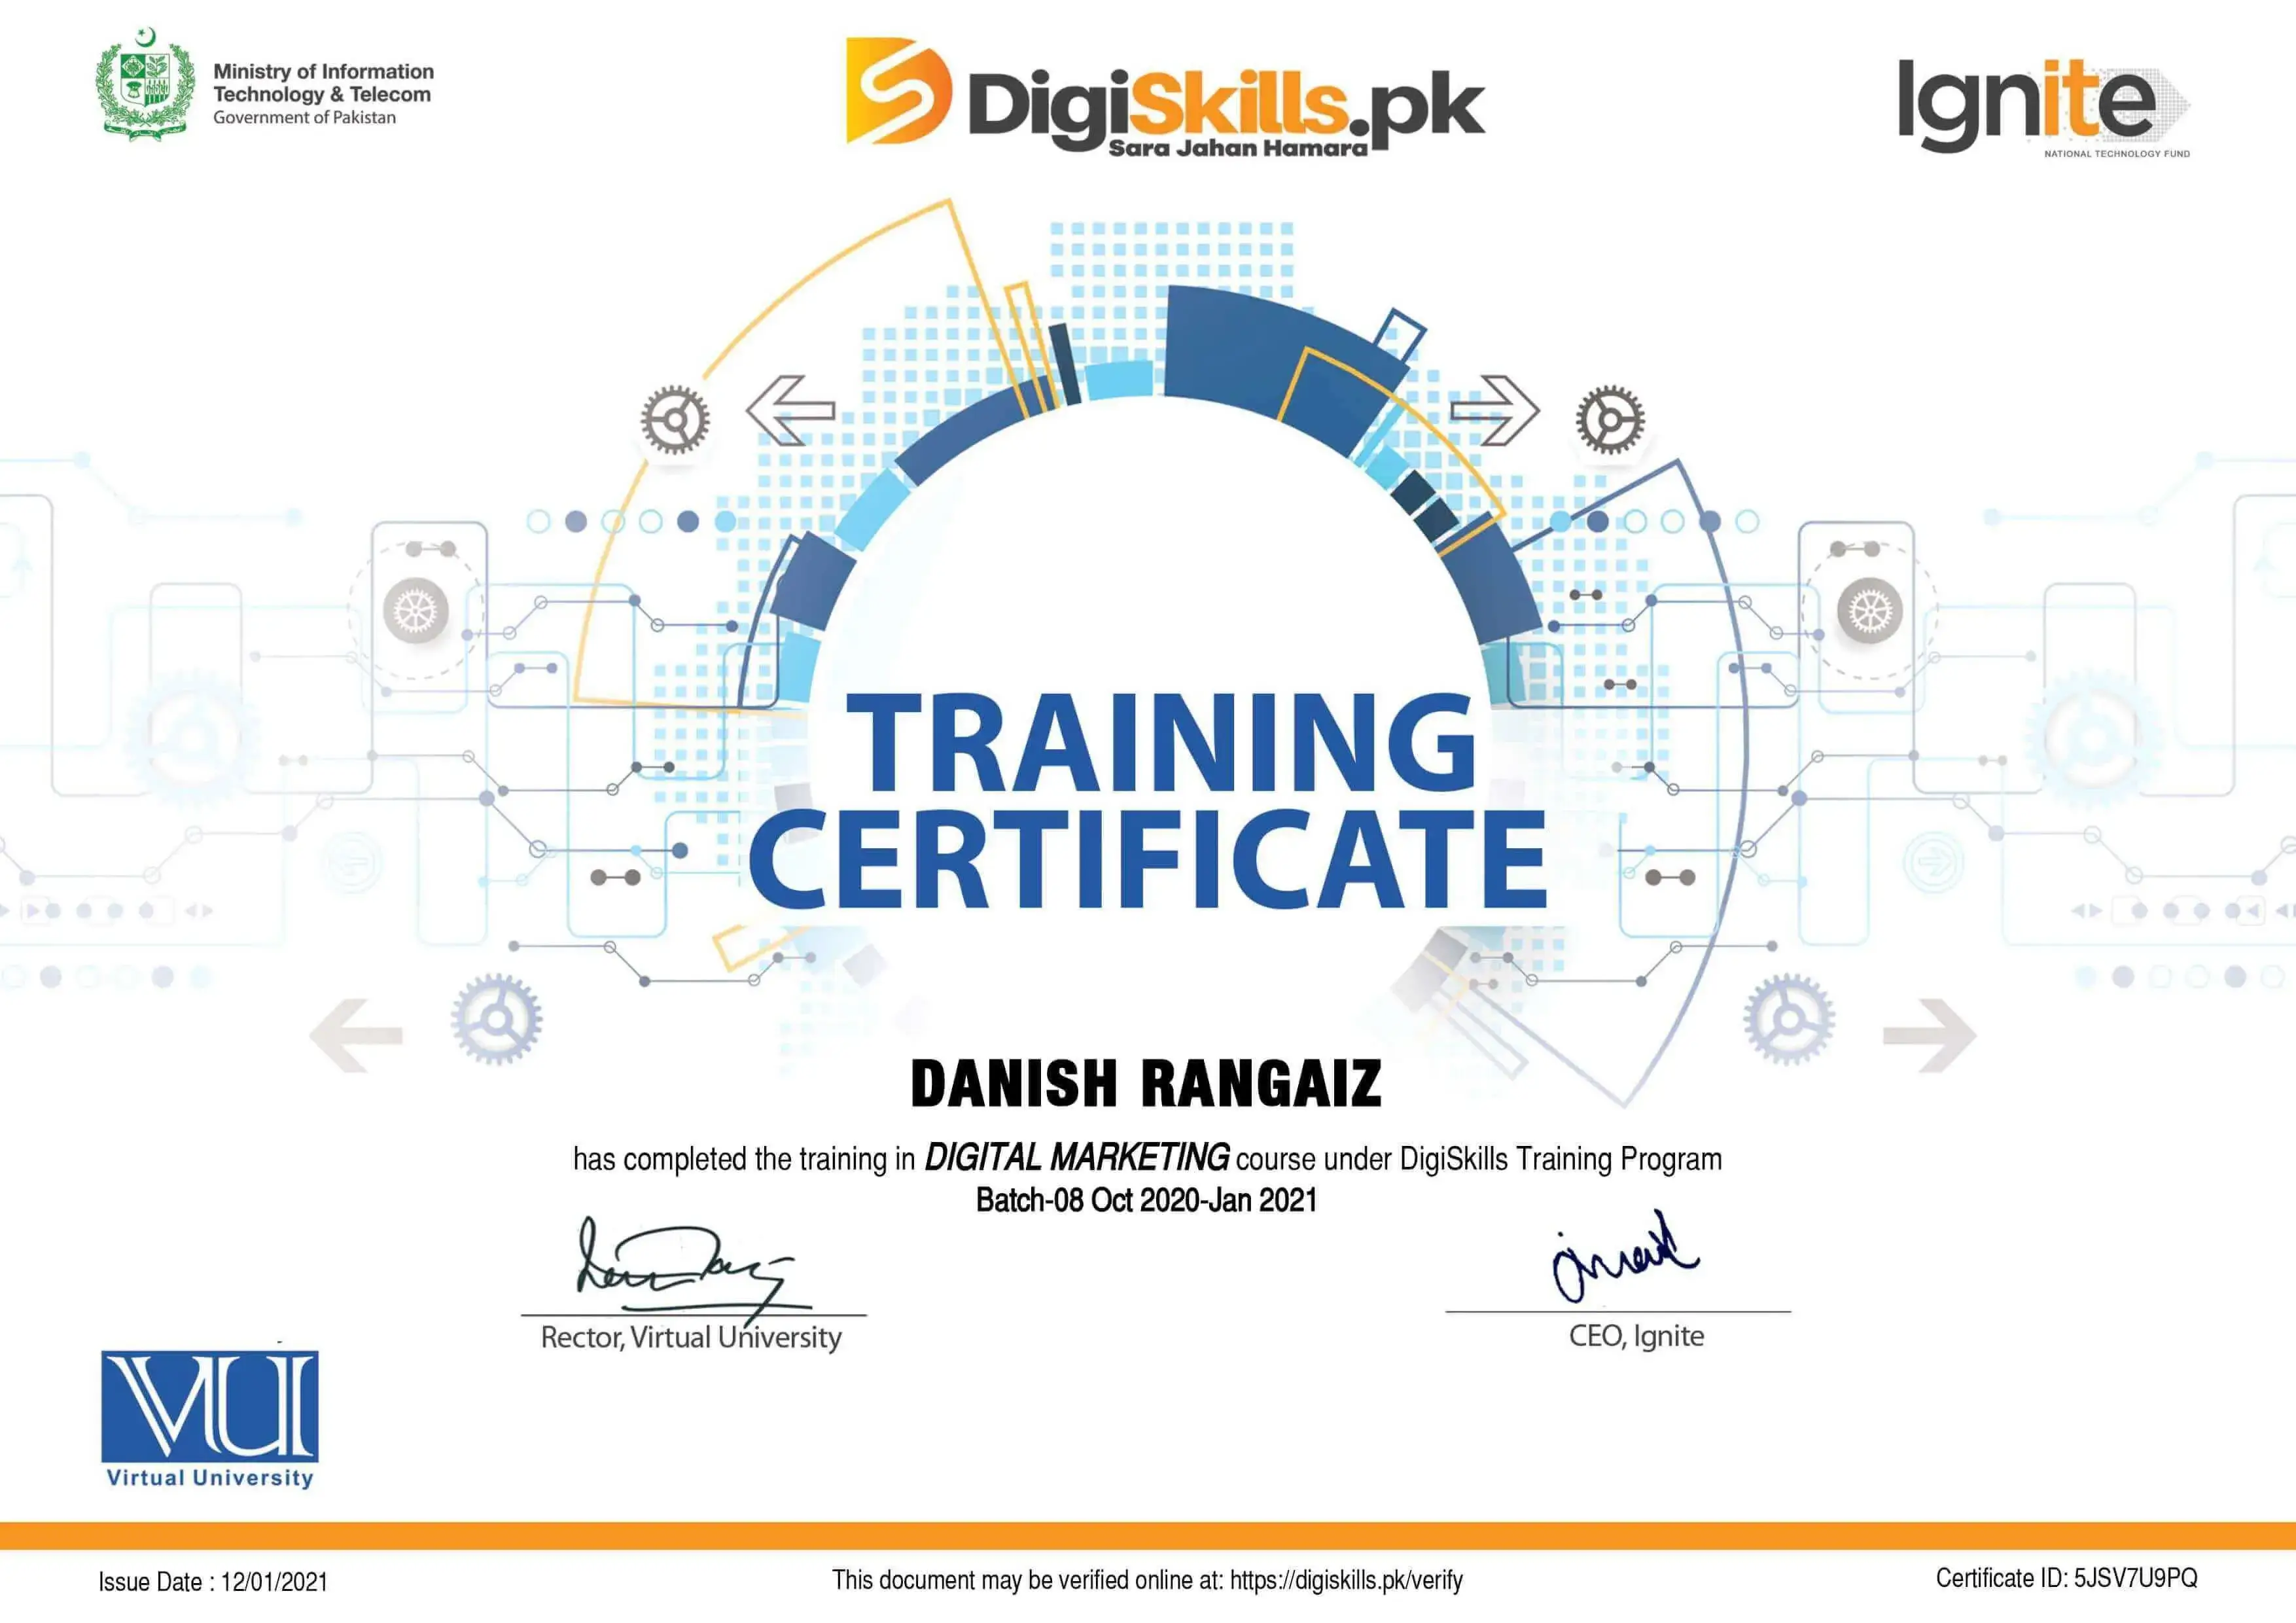 Ministry of Information
Technology & Telecom
Government of Pakistan
DigiSkills.pk
Sara Jahan Hamara
Ignite
NATIONAL TECHNOLOGY FUND
TRAINING
CERTIFICATE
DANISH RANGAIZ
has completed the training in DIGITAL MARKETING course under DigiSkills Training Program
Batch-08 Oct 2020-Jan 2021
Rector, Virtual University
CEO, Ignite
VU
Virtual University
Issue Date : 12/01/2021
This document may be verified online at: https://digiskills.pk/verify
Certificate ID: 5JSV7U9PQ